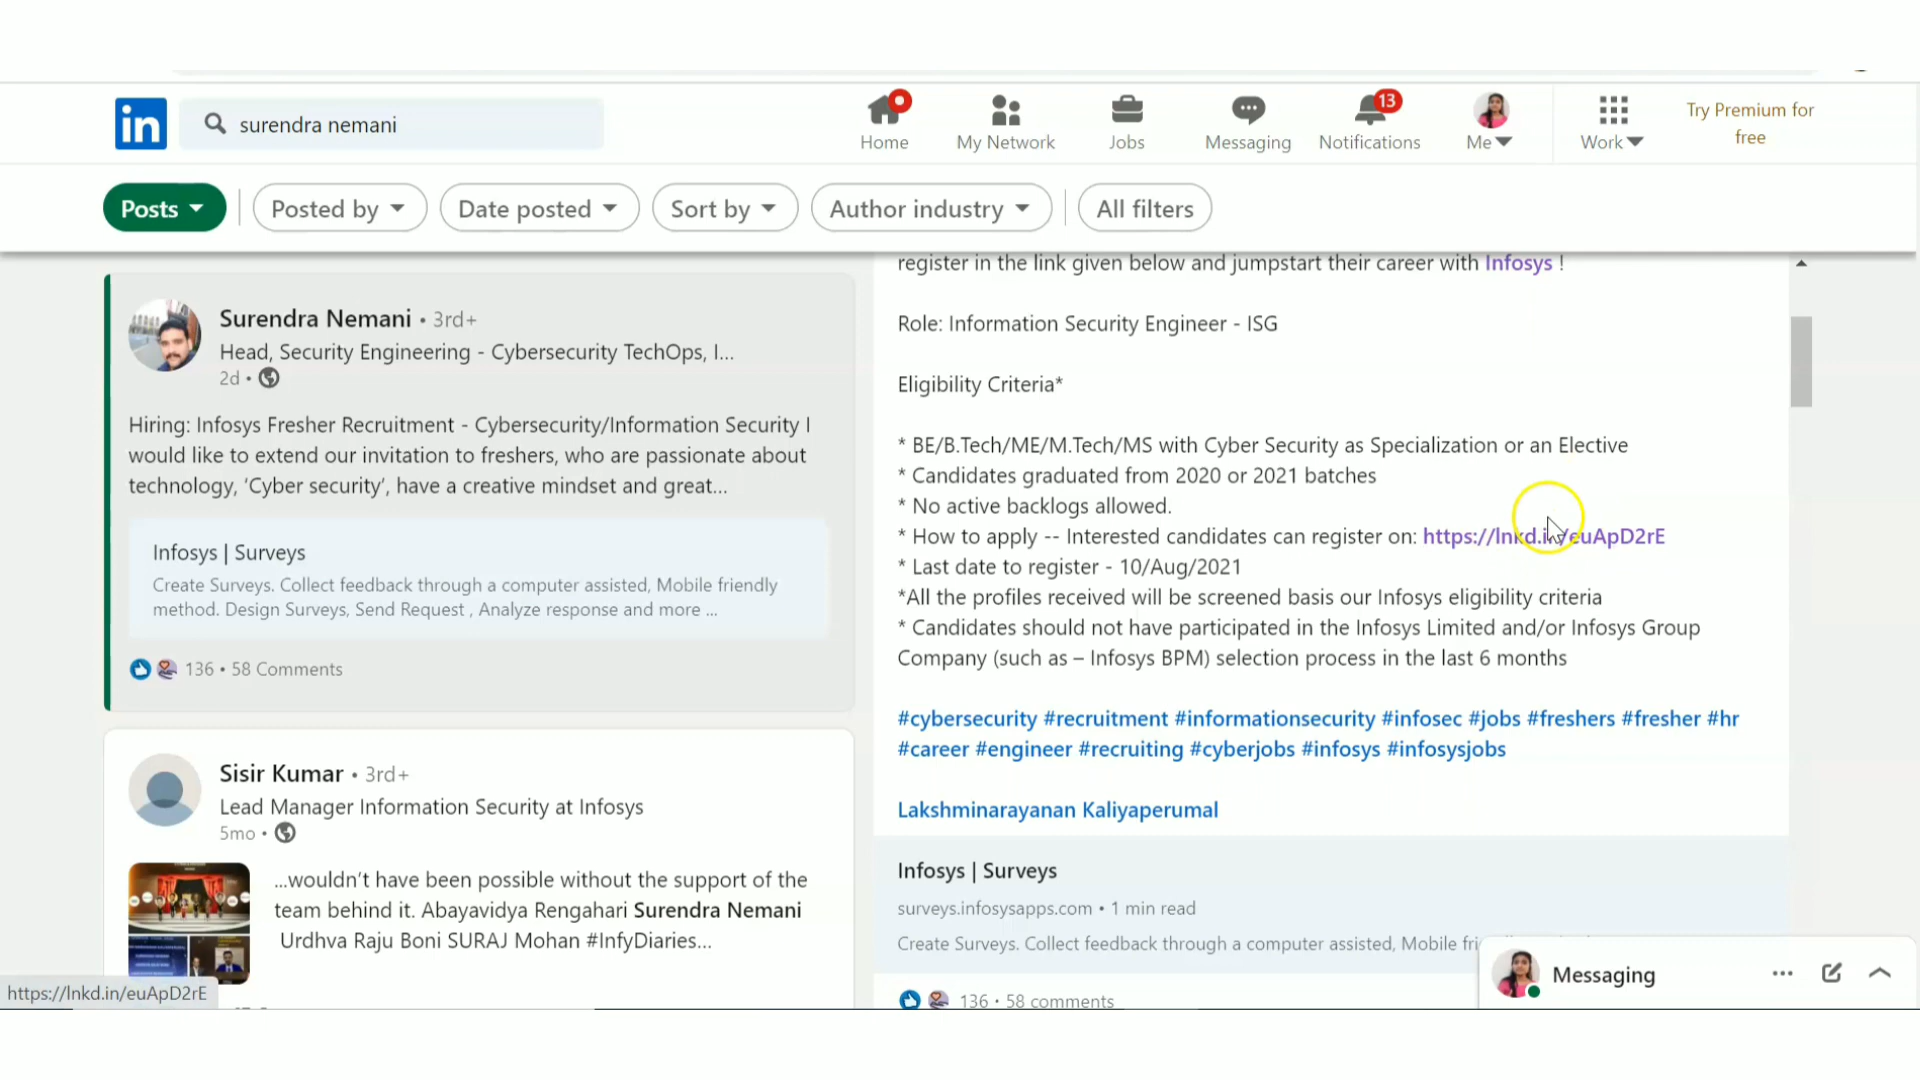 in
surendra nemani
Home
My Network
Jobs
Messaging
13
Notifications
Me
Work
Try Premium for
free
Posts
Posted by
Date posted
Sort by
Author industry
All filters
Surendra Nemani • 3rd+
Head, Security Engineering - Cybersecurity TechOps, I...
2d •
Hiring: Infosys Fresher Recruitment - Cybersecurity/Information Security I
would like to extend our invitation to freshers, who are passionate about
technology, ‘Cyber security’, have a creative mindset and great...
Infosys | Surveys
Create Surveys. Collect feedback through a computer assisted, Mobile friendly
method. Design Surveys, Send Request , Analyze response and more ...
136 • 58 Comments
Sisir Kumar • 3rd+
Lead Manager Information Security at Infosys
5mo •
...wouldn’t have been possible without the support of the
team behind it. Abayavidya Rengahari Surendra Nemani
Urdhva Raju Boni SURAJ Mohan #InfyDiaries...
https://lnkd.in/euApD2rE
register in the link given below and jumpstart their career with Infosys !
Role: Information Security Engineer - ISG
Eligibility Criteria*
* BE/B.Tech/ME/M.Tech/MS with Cyber Security as Specialization or an Elective
* Candidates graduated from 2020 or 2021 batches
* No active backlogs allowed.
* How to apply -- Interested candidates can register on: https://lnkd.in/euApD2rE
* Last date to register - 10/Aug/2021
*All the profiles received will be screened basis our Infosys eligibility criteria
* Candidates should not have participated in the Infosys Limited and/or Infosys Group
Company (such as – Infosys BPM) selection process in the last 6 months
#cybersecurity #recruitment #informationsecurity #infosec #jobs #freshers #fresher #hr
#career #engineer #recruiting #cyberjobs #infosys #infosysjobs
Lakshminarayanan Kaliyaperumal
Infosys | Surveys
surveys.infosysapps.com • 1 min read
Create Surveys. Collect feedback through a computer assisted, Mobile
136 • 58 comments
Messaging